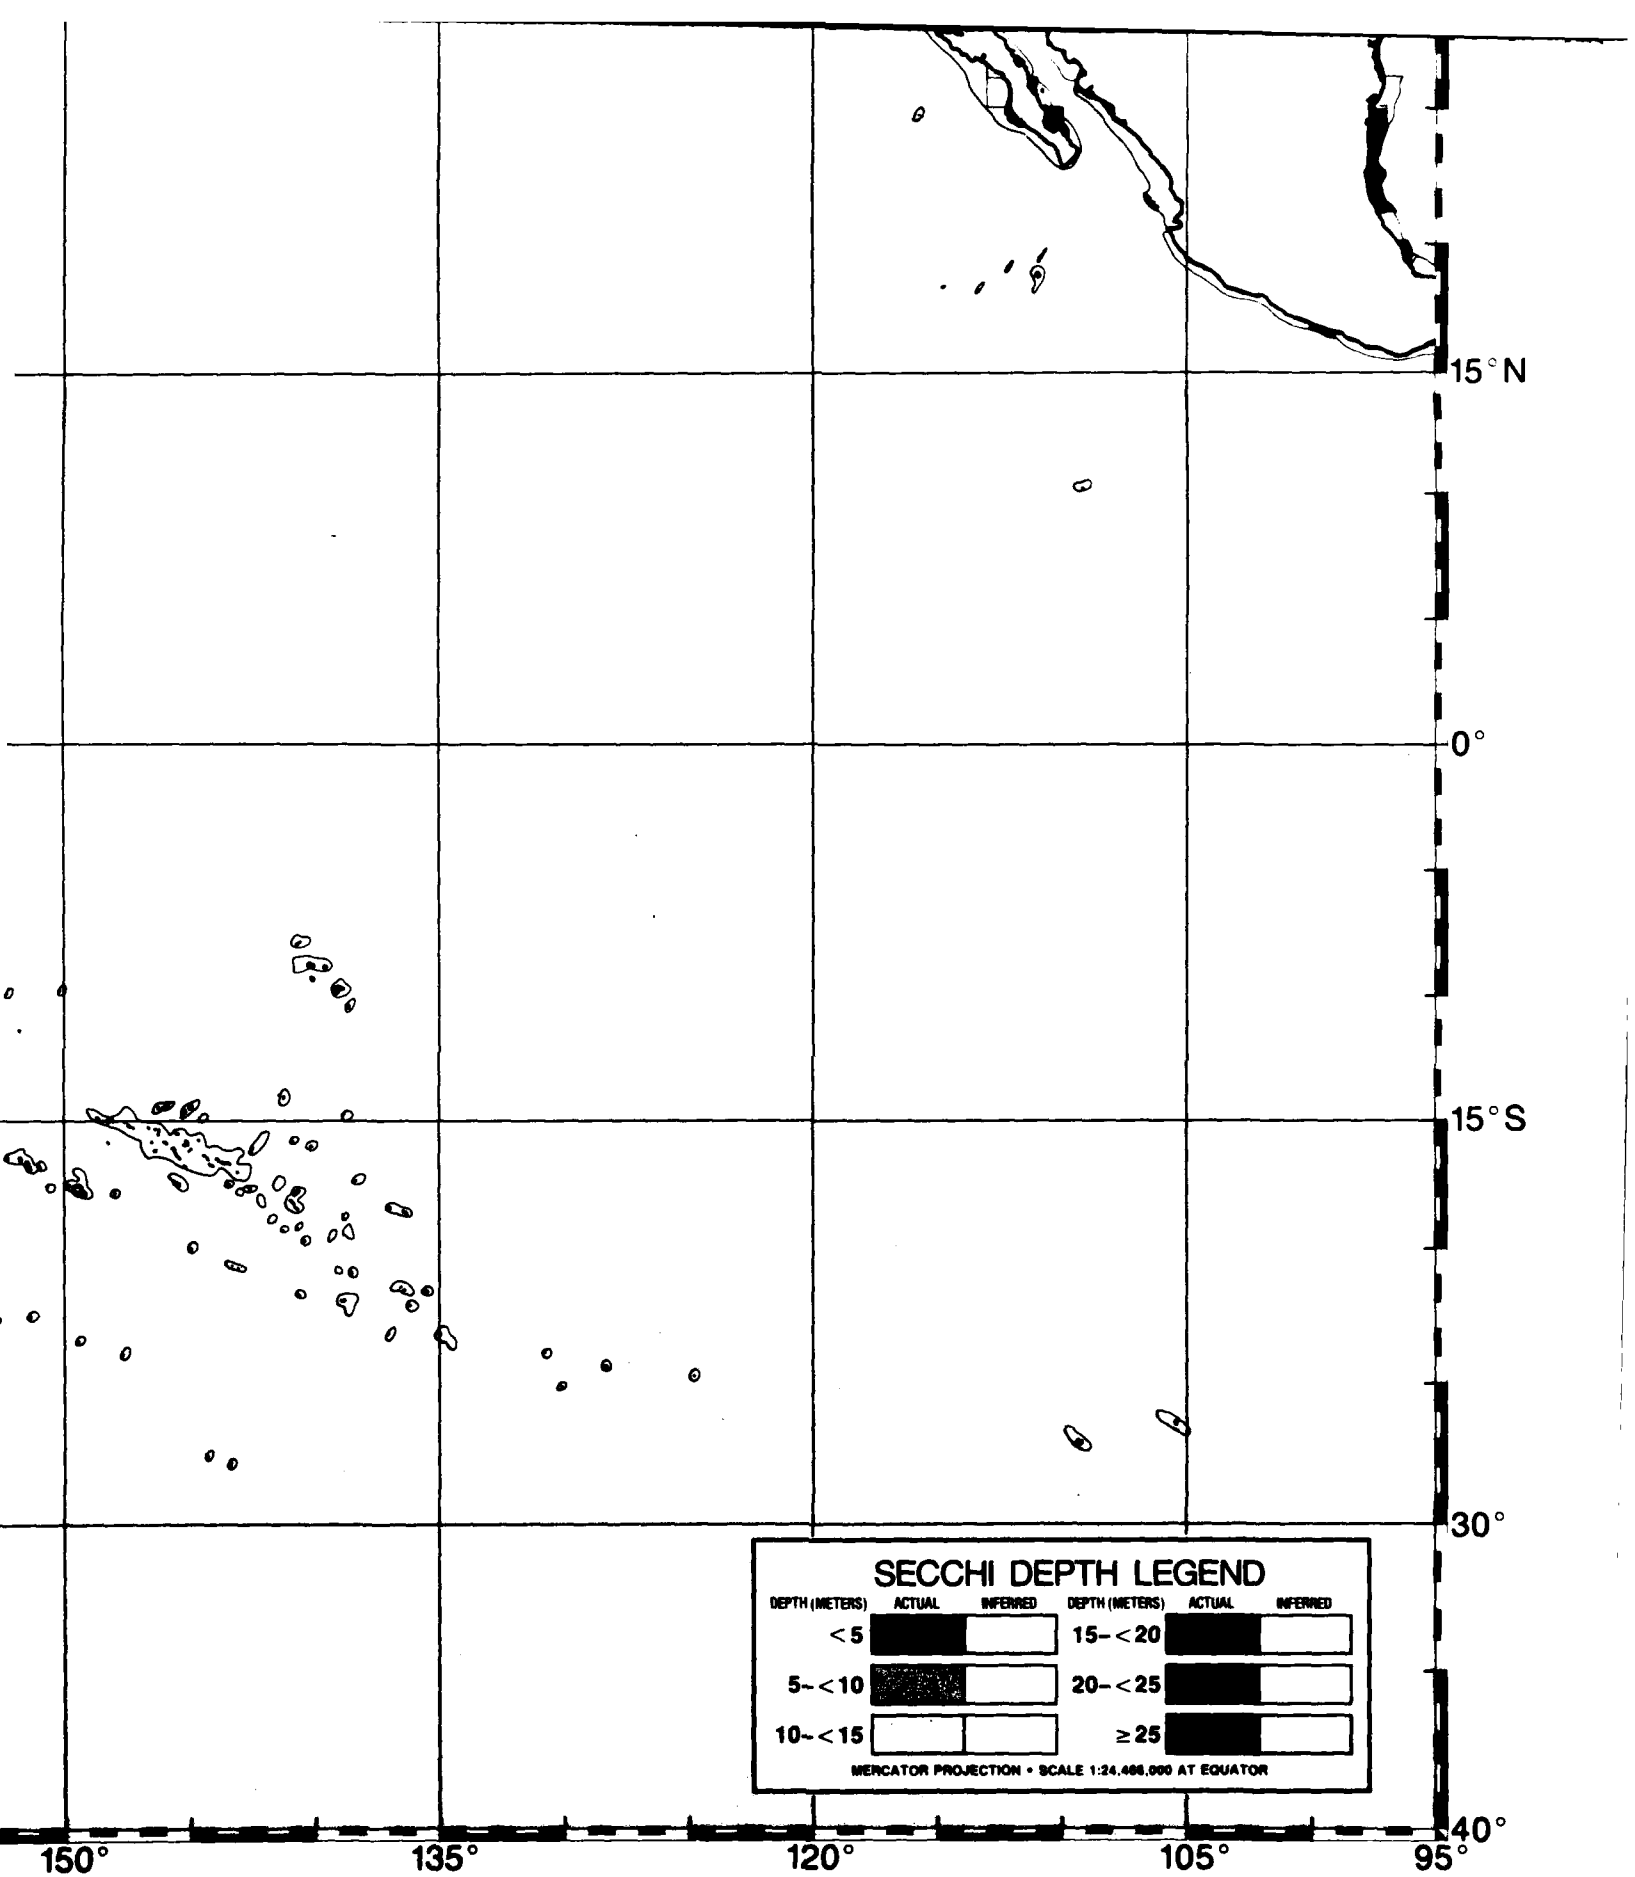 15°N
0°
15°S
30°
SECCHI DEPTH LEGEND
DEPTH (METERS) ACTUAL INFERRED DEPTH (METERS) ACTUAL INFERRED
<5 15-<20
5-<10 20-<25
10-<15 ≥25
MERCATOR PROJECTION • SCALE 1:24,466,000 AT EQUATOR
40°
150° 135° 120° 105° 95°